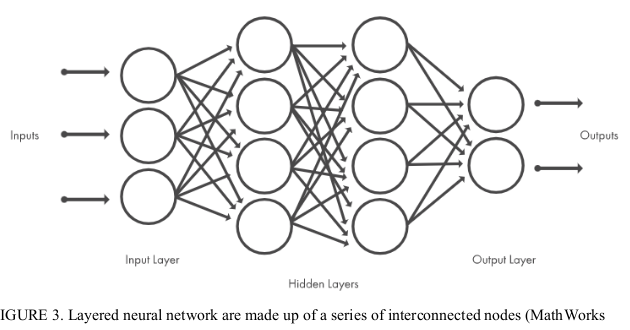 Inputs
Outputs
Input Layer
Output Layer
Hidden Layers
IGURE 3. Layered neural network are made up of a series of interconnected nodes (MathWorks